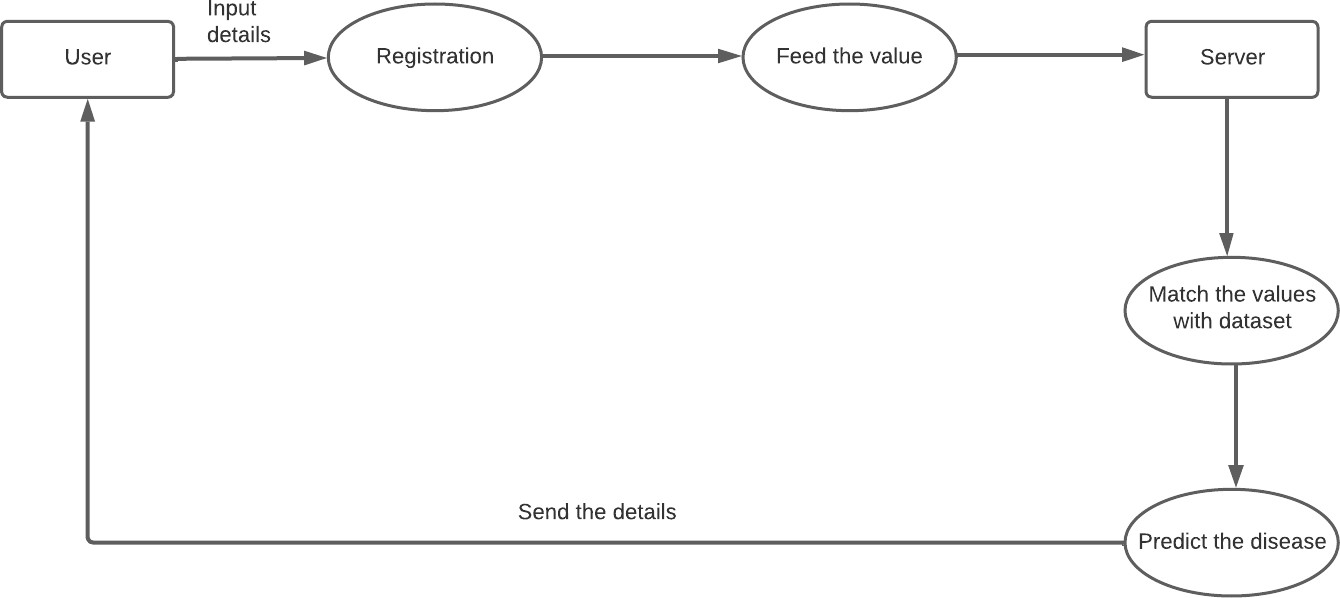 Input
details
User
Registration
Feed the value
Server
Match the values
with dataset
Send the details
Predict the disease